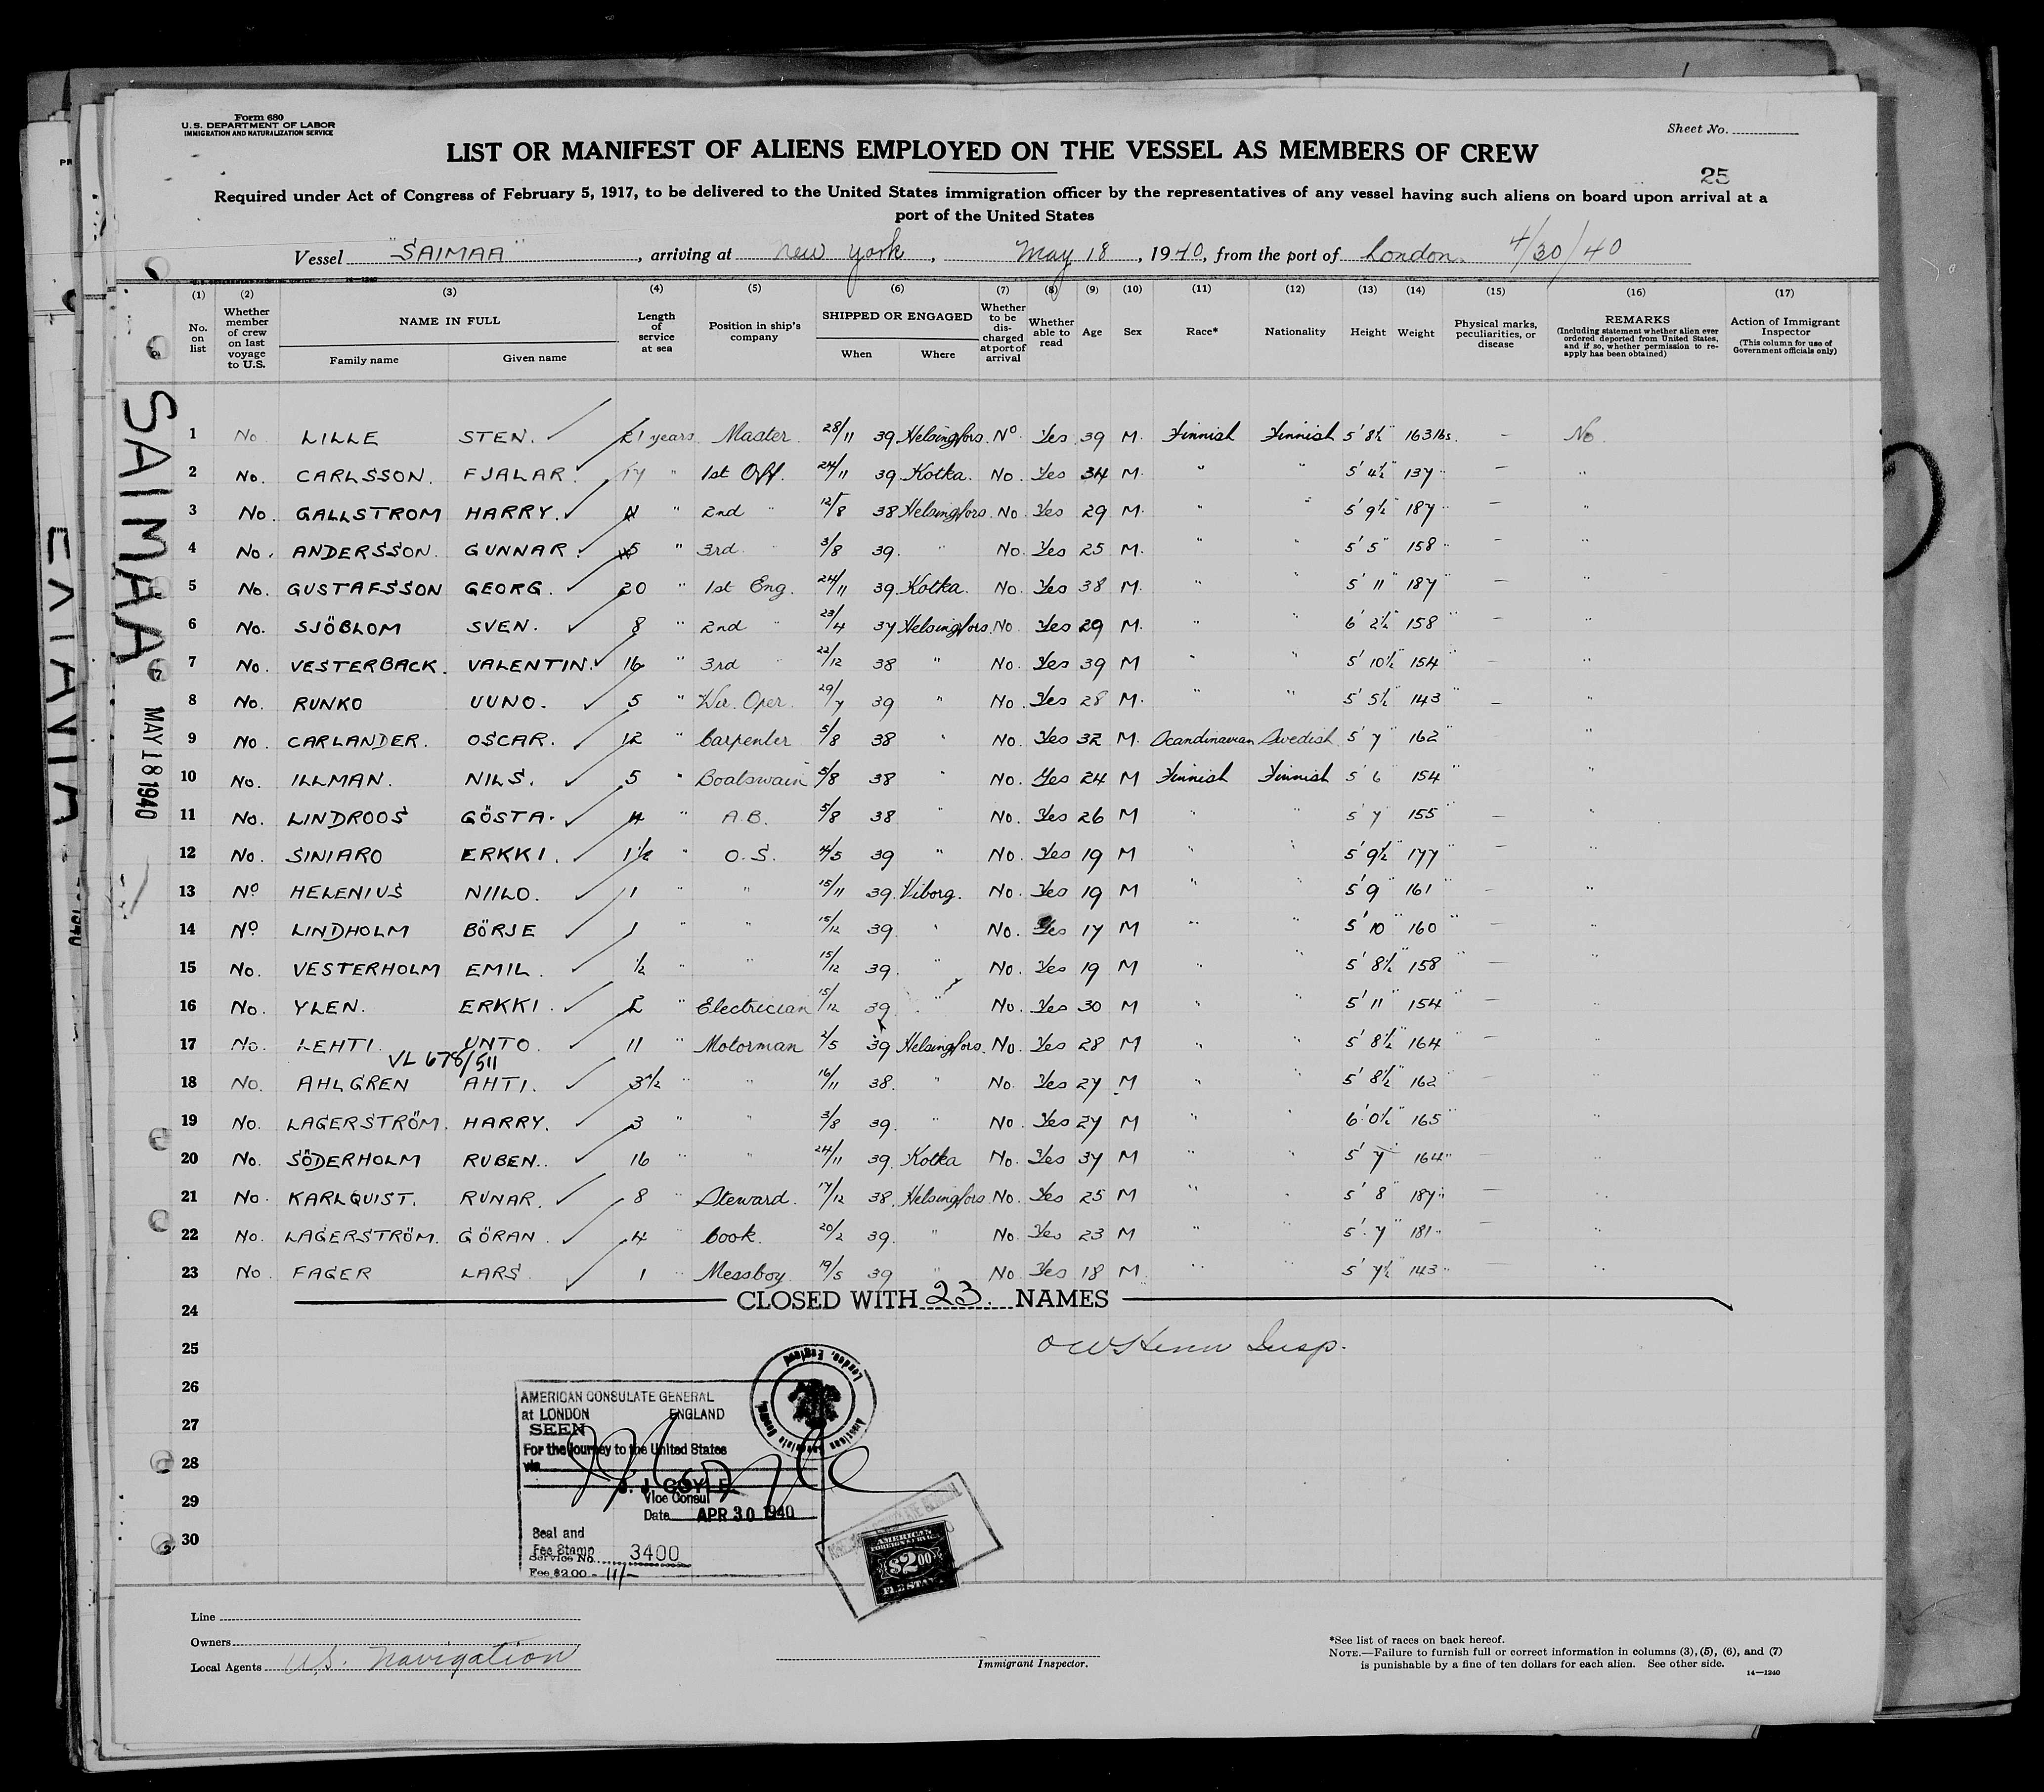 Form 680
U.S. DEPARTMENT OF LABOR
IMMIGRATION AND NATURALIZATION SERVICE
Sheet No.
LIST OR MANIFEST OF ALIENS EMPLOYED ON THE VESSEL AS MEMBERS OF CREW
25
Required under Act of Congress of February 5, 1917, to be delivered to the United States immigration officer by the representatives of any vessel having such aliens on board upon arrival at a
port of the United States
Vessel "SAIMAA", arriving at New York, May 18, 1940, from the port of London. 4/30/40
(1) No. on list (2) Whether member of crew on last voyage to U.S. (3) NAME IN FULL Family name Given name (4) Length of service at sea (5) Position in ship's company (6) SHIPPED OR ENGAGED When Where (7) Whether to be discharged at port of arrival (8) Whether able to read (9) Age (10) Sex (11) Race* (12) Nationality (13) Height (14) Weight (15) Physical marks, peculiarities, or disease (16) REMARKS (Including statement whether alien ever ordered deported from United States, and if so, whether permission to reapply has been obtained) (17) Action of Immigrant Inspector (This column for use of Government officials only)
SAIMAA
MAY 18 1940
1 No LILLE STEN. 21 years Master 28/11 39 Helsingfors. No. Yes 39 M. Finnish Finnish 5' 8½" 163 lbs. – No.
2 No. CARLSSON. FJALAR. 17 " 1st Off. 24/11 39 Kotka. No. Yes 34 M. " " 5' 4½" 137 " – "
3 No. GALLSTROM HARRY. " 2nd " 12/8 38 Helsingfors. No. Yes 29 M. " " 5' 9½" 187 " – "
4 No. ANDERSSON. GUNNAR. 5 " 3rd " 3/8 39. " No. Yes 25 M. " " 5' 5" 158 " – "
5 No. GUSTAFSSON GEORG. 20 " 1st Eng. 24/11 39 Kotka. No. Yes 38 M. " " 5' 11" 187 – "
6 No. SJÖBLOM SVEN. 8 " 2nd " 23/4 37 Helsingfors. No Yes 29 M. " " 6' 2½" 158 " – "
7 No. VESTERBACK. VALENTIN. 16 " 3rd " 22/12 38 " No. Yes 39 M " " 5' 10½" 154 " – "
8 No. RUNKO UUNO. 5 " Wir. Oper. 29/7 39 " No. Yes 28 M. " " 5' 5½" 143 " – "
9 No. CARLANDER. OSCAR. 12 " Carpenter 5/8 38 " No. Yes 32 M. Scandinavian Swedish 5' 7" 162 " "
10 No. ILLMAN. NILS. 5 " Boatswain 5/8 38 " No. Yes 24 M Finnish Finnish 5' 6" 154 " "
11 No. LINDROOS GÖSTA. 4 " A.B. 5/8 38 " No. Yes 26 M " " 5' 7" 155 " – "
12 No. SINIARO ERKKI. 1½ " O.S. 4/5 39 " No. Yes 19 M " " 5' 9½" 177 " – "
13 No HELENIUS NIILO. 1 " " 15/11 39. Viborg. No. Yes 19 M " " 5' 9" 161 " – "
14 No LINDHOLM BÖRJE 1 " " 15/12 39. " No. Yes 17 M " " 5' 10" 160 " – "
15 No. VESTERHOLM EMIL. ½ " " 15/12 39. " No. Yes 19 M " " 5' 8½" 158 " – "
16 No. YLEN. ERKKI. " Electrician 15/12 39 " No. Yes 30 M " " 5' 11" 154 " – "
17 No. LEHTI UNTO. 11 " Motorman 2/5 39 Helsingfors. No. Yes 28 M " " 5' 8½" 164 " – "
VL 678/511
18 No. AHLGREN AHTI. 3½ " " 16/11 38. " No. Yes 27 M " " 5' 8½" 162 " – "
19 No. LAGERSTRÖM. HARRY. 3 " " 3/8 39. " No. Yes 27 M " " 6' 0½" 165 " "
20 No. SÖDERHOLM RUBEN. 16 " " 24/11 39. Kotka No. Yes 37 M " " 5' 7" 164 " – "
21 No. KARLQUIST. RUNAR. 8 " Steward. 17/12 38 Helsingfors. No. Yes 25 M " " 5' 8" 187 " – "
22 No. LAGERSTRÖM. GÖRAN. 4 " Cook. 20/2 39. " No Yes 23 M " " 5' 7" 181 " – "
23 No. FAGER LARS 1 " Messboy 19/5 39 " No Yes 18 M. " " 5' 7½" 143 " – "
24 CLOSED WITH 23. NAMES
25
26
27
28
29
30
Insp.
London, England
AMERICAN CONSULATE GENERAL
at LONDON ENGLAND
SEEN
For the journey to the United States
via
J. J. COYLE
Vice Consul
Date APR 30 1940
Seal and
Fee Stamp
Service No. 3400
Fee $2.00 -
AMERICAN
FOREIGN SERVICE
$2.00
FEE STAMP
Line
Owners
Local Agents U.S. Navigation
Immigrant Inspector.
*See list of races on back hereof.
NOTE.—Failure to furnish full or correct information in columns (3), (5), (6), and (7)
is punishable by a fine of ten dollars for each alien. See other side.
14—1240